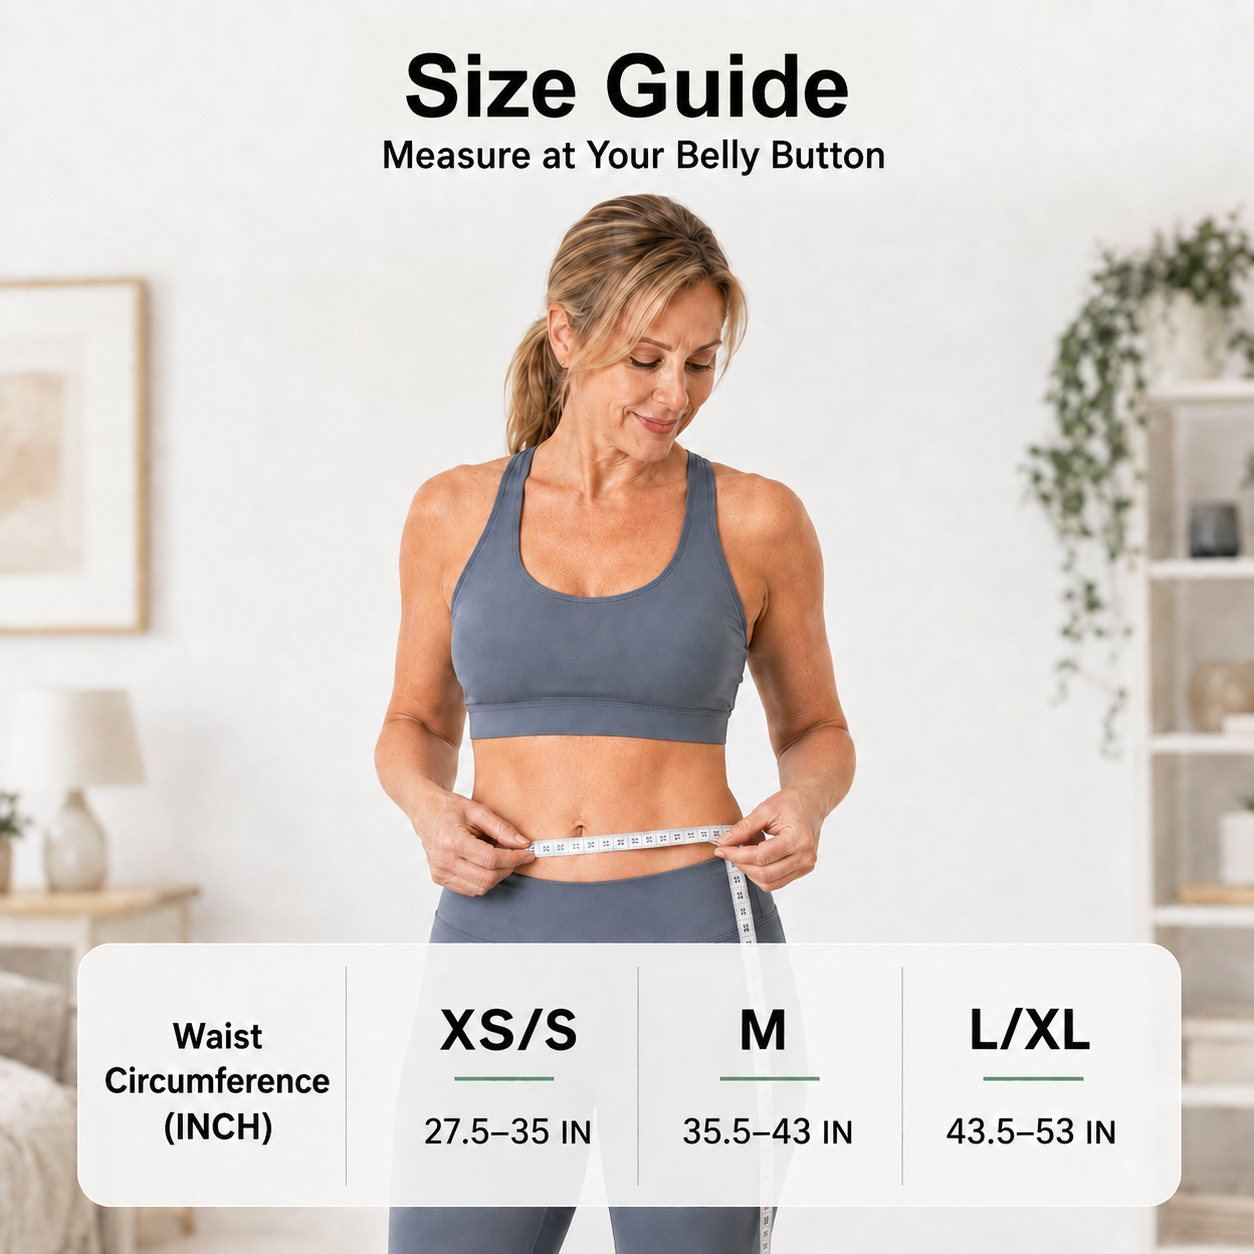 Size Guide
Measure at Your Belly Button
Waist
Circumference
(INCH)
XS/S
27.5–35 IN
M
35.5–43 IN
L/XL
43.5–53 IN